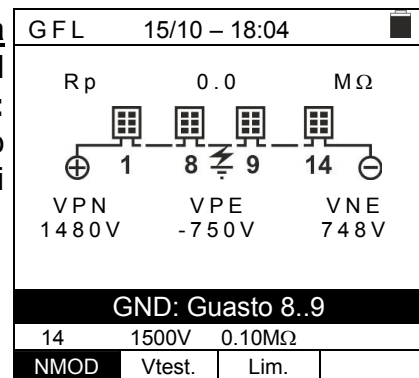 GFL 15/10 – 18:04
Rp 0.0 MΩ
1 8 9 14
VPN VPE VNE
1480V -750V 748V
GND: Guasto 8..9
14 1500V 0.10MΩ
NMOD Vtest. Lim.